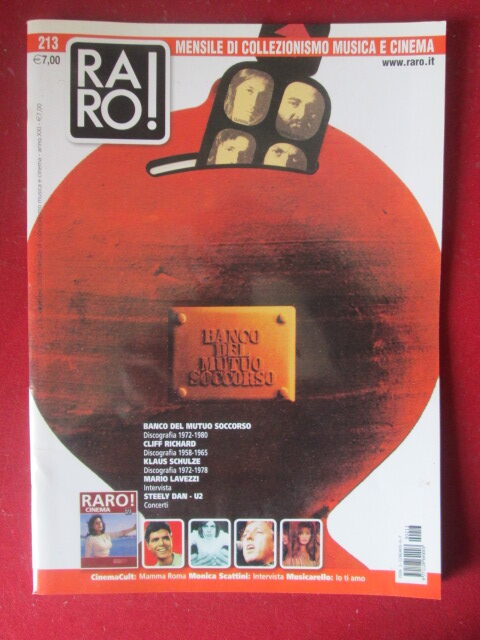 213
€7,00
RA
RO!
MENSILE DI COLLEZIONISMO MUSICA E CINEMA
www.raro.it
BANCO
DEL
MUTUO
SOCCORSO
BANCO DEL MUTUO SOCCORSO
Discografia 1972-1980
CLIFF RICHARD
Discografia 1958-1965
KLAUS SCHULZE
Discografia 1972-1978
MARIO LAVEZZI
Intervista
STEELY DAN - U2
Concerti
RARO!
CINEMA
CinemaCult: Mamma Roma Monica Scattini: Intervista Musicarello: Io ti amo